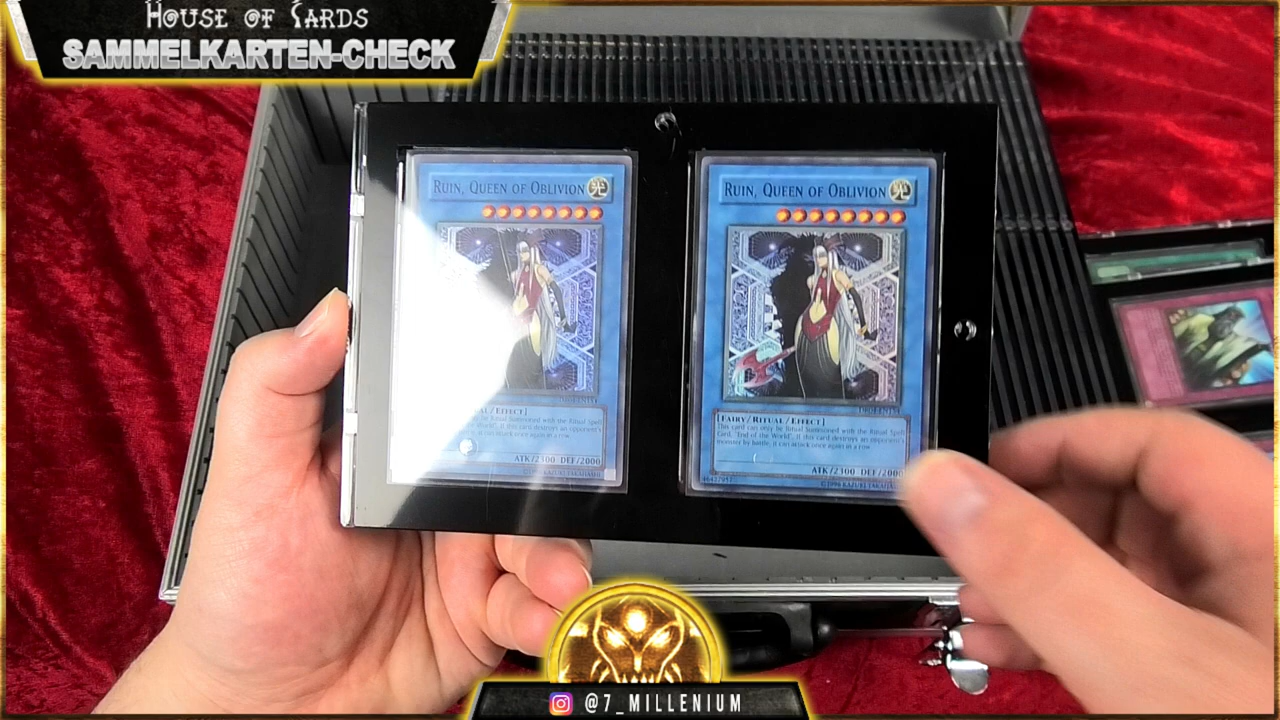 House of Cards
SAMMELKARTEN-CHECK
Ruin, Queen of Oblivion
光
ATK/2300 DEF/2000
Ruin, Queen of Oblivion
光
[Fairy/Ritual/Effect]
This card can only be Ritual Summoned with the Ritual Spell
Card, "End of the World". If this card destroys an opponent's
monster by battle, it can attack once again in a row.
ATK/2300 DEF/2000
@7_MILLENIUM